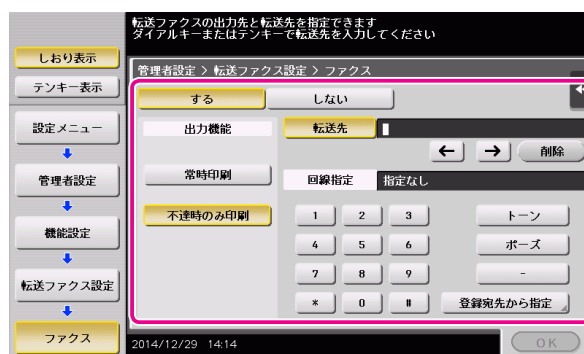 転送ファクスの出力先と転送先を指定できます
ダイアルキーまたはテンキーで転送先を入力してください
しおり表示
テンキー表示
設定メニュー
管理者設定
機能設定
転送ファクス設定
ファクス
管理者設定 > 転送ファクス設定 > ファクス
する
しない
出力機能
転送先
← → 削除
常時印刷
回線指定 指定なし
不達時のみ印刷
1 2 3 トーン
4 5 6 ポーズ
7 8 9 -
* 0 # 登録宛先から指定
2014/12/29 14:14
OK